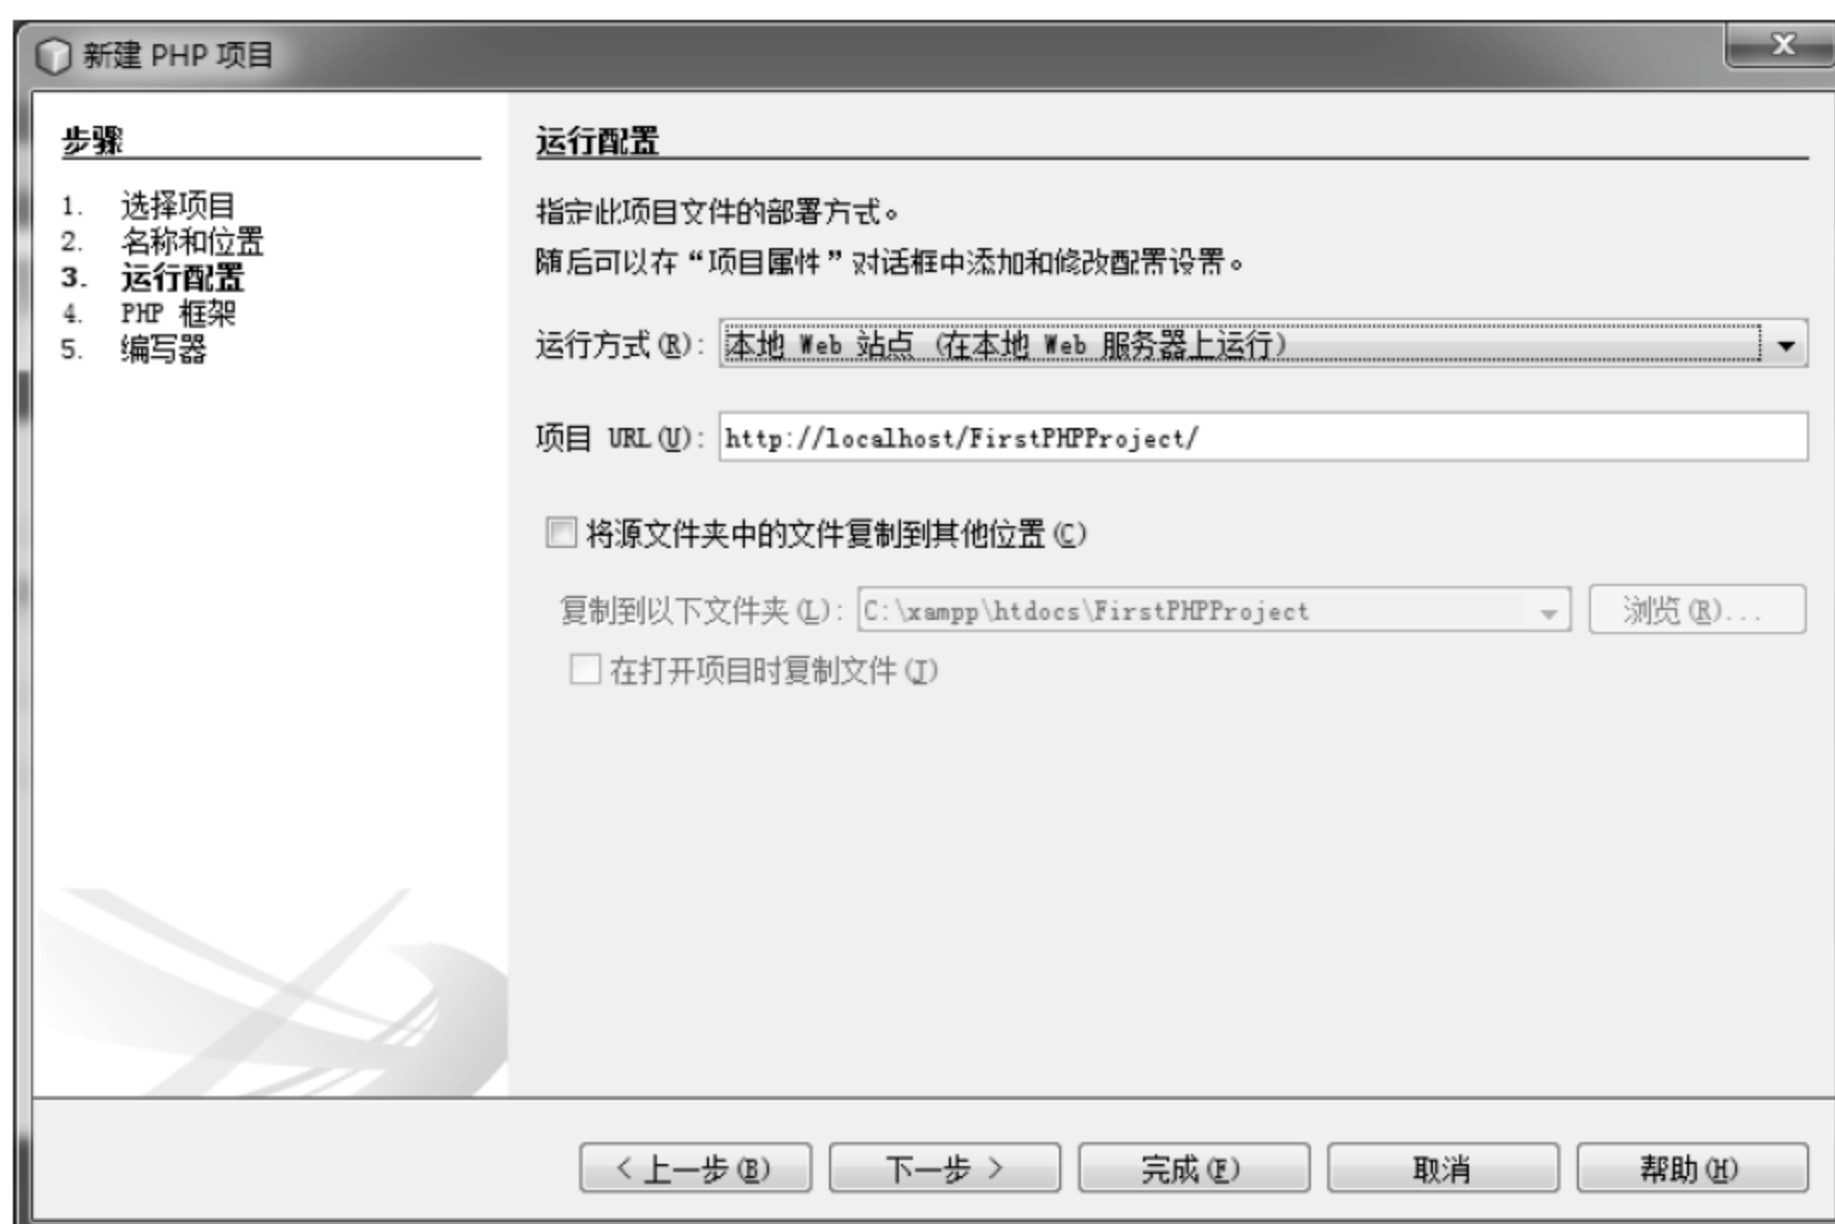 新建 PHP 项目
步骤
1. 选择项目
2. 名称和位置
3. 运行配置
4. PHP 框架
5. 编写器
运行配置
指定此项目文件的部署方式。
随后可以在“项目属性”对话框中添加和修改配置设置。
运行方式(R): 本地 Web 站点 (在本地 Web 服务器上运行)
项目 URL(U): http://localhost/FirstPHPProject/
将源文件夹中的文件复制到其他位置(C)
复制到以下文件夹(L): C:\xampp\htdocs\FirstPHPProject 浏览(R)...
在打开项目时复制文件(J)
< 上一步(B) 下一步 > 完成(F) 取消 帮助(H)